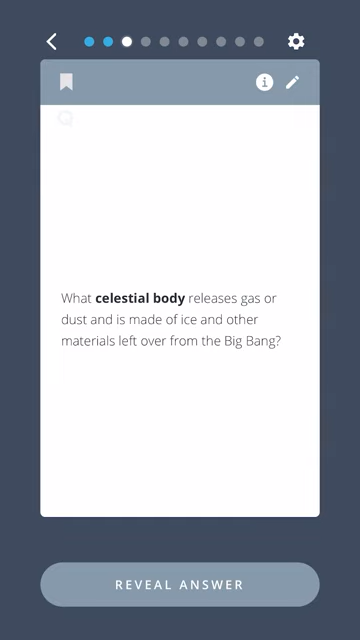 Q
What celestial body releases gas or
dust and is made of ice and other
materials left over from the Big Bang?
REVEAL ANSWER